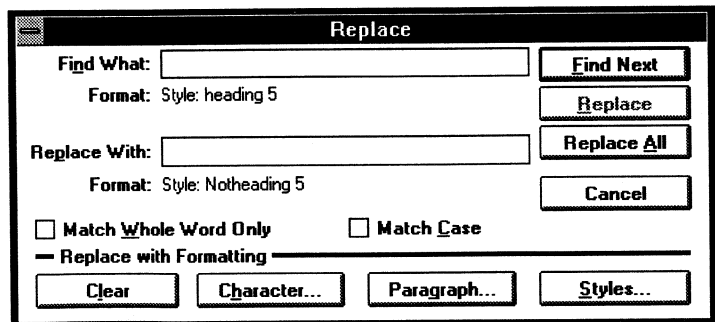 Replace
Find What:
Find Next
Format: Style: heading 5
Replace
Replace With:
Replace All
Format: Style: Notheading 5
Cancel
Match Whole Word Only
Match Case
Replace with Formatting
Clear
Character...
Paragraph...
Styles...